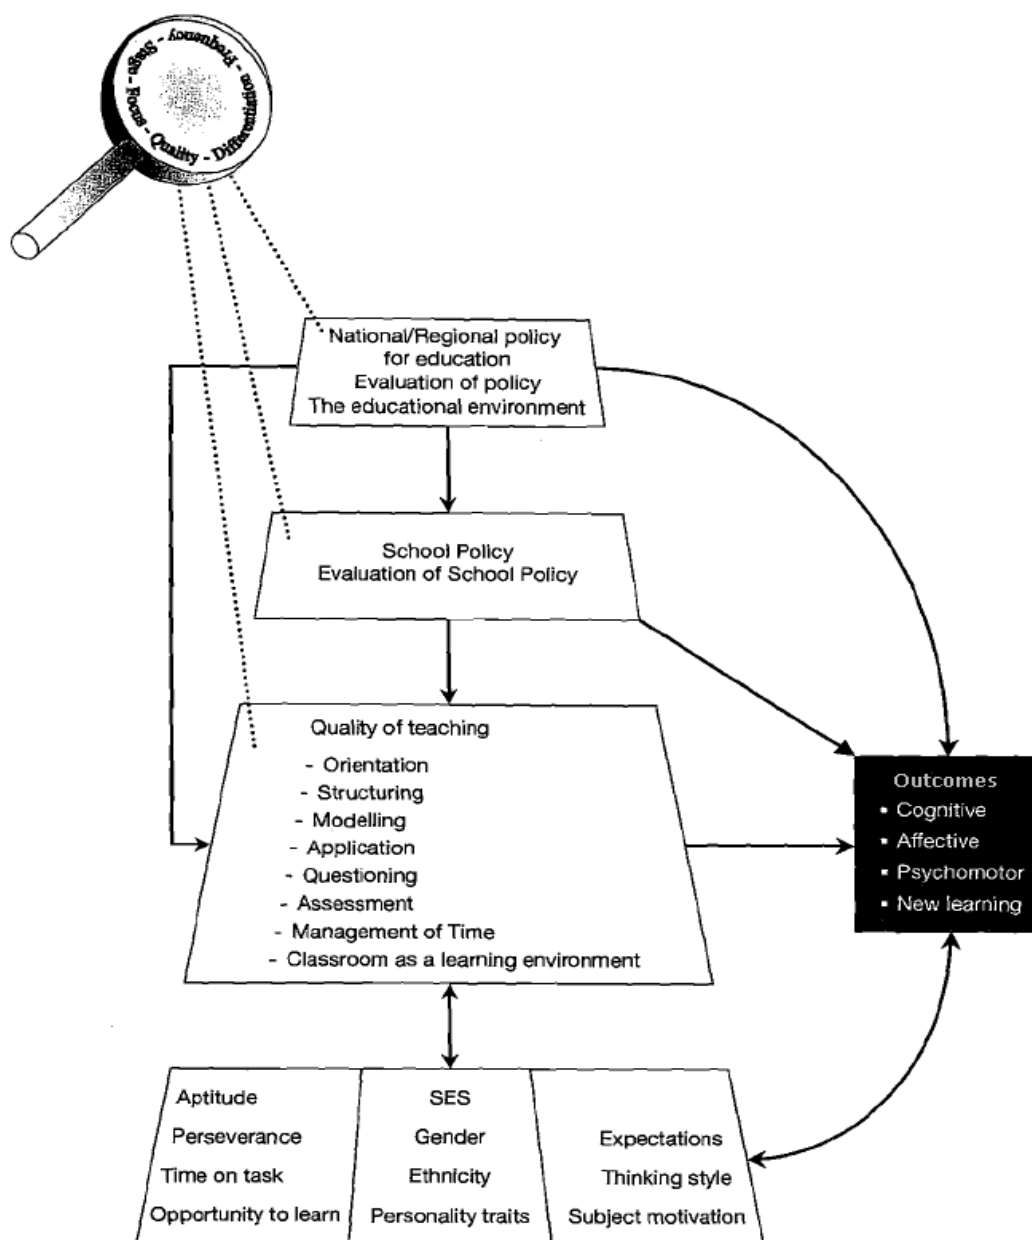 Frequency - Differentiation - Quality - Focus - Stage -
National/Regional policy
for education
Evaluation of policy
The educational environment
School Policy
Evaluation of School Policy
Quality of teaching
- Orientation
- Structuring
- Modelling
- Application
- Questioning
- Assessment
- Management of Time
- Classroom as a learning environment
Outcomes
▪ Cognitive
▪ Affective
▪ Psychomotor
▪ New learning
Aptitude
Perseverance
Time on task
Opportunity to learn
SES
Gender
Ethnicity
Personality traits
Expectations
Thinking style
Subject motivation